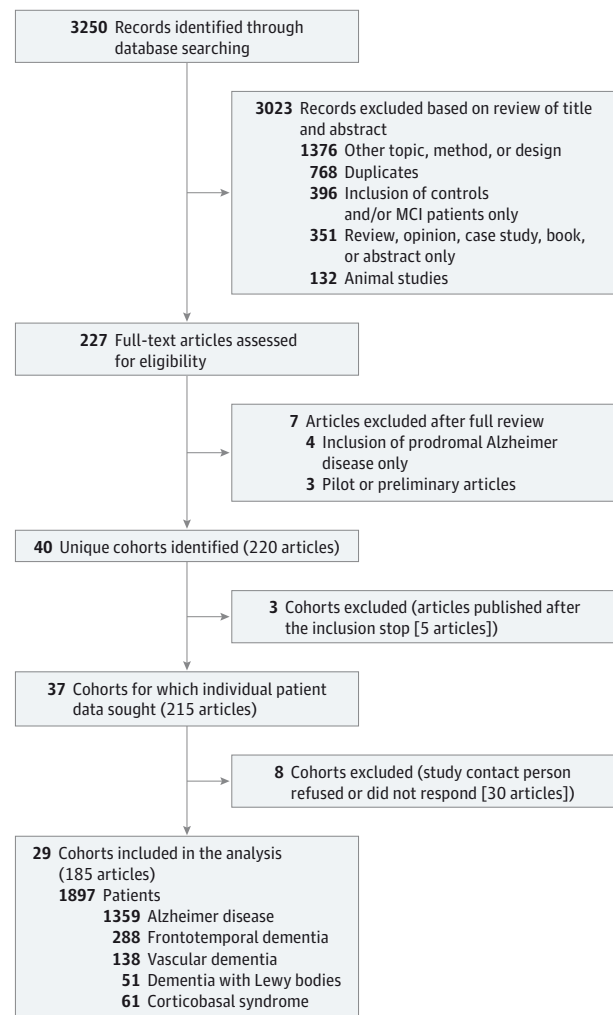 3250 Records identified through
database searching
3023 Records excluded based on review of title
and abstract
1376 Other topic, method, or design
768 Duplicates
396 Inclusion of controls
and/or MCI patients only
351 Review, opinion, case study, book,
or abstract only
132 Animal studies
227 Full-text articles assessed
for eligibility
7 Articles excluded after full review
4 Inclusion of prodromal Alzheimer
disease only
3 Pilot or preliminary articles
40 Unique cohorts identified (220 articles)
3 Cohorts excluded (articles published after
the inclusion stop [5 articles])
37 Cohorts for which individual patient
data sought (215 articles)
8 Cohorts excluded (study contact person
refused or did not respond [30 articles])
29 Cohorts included in the analysis
(185 articles)
1897 Patients
1359 Alzheimer disease
288 Frontotemporal dementia
138 Vascular dementia
51 Dementia with Lewy bodies
61 Corticobasal syndrome